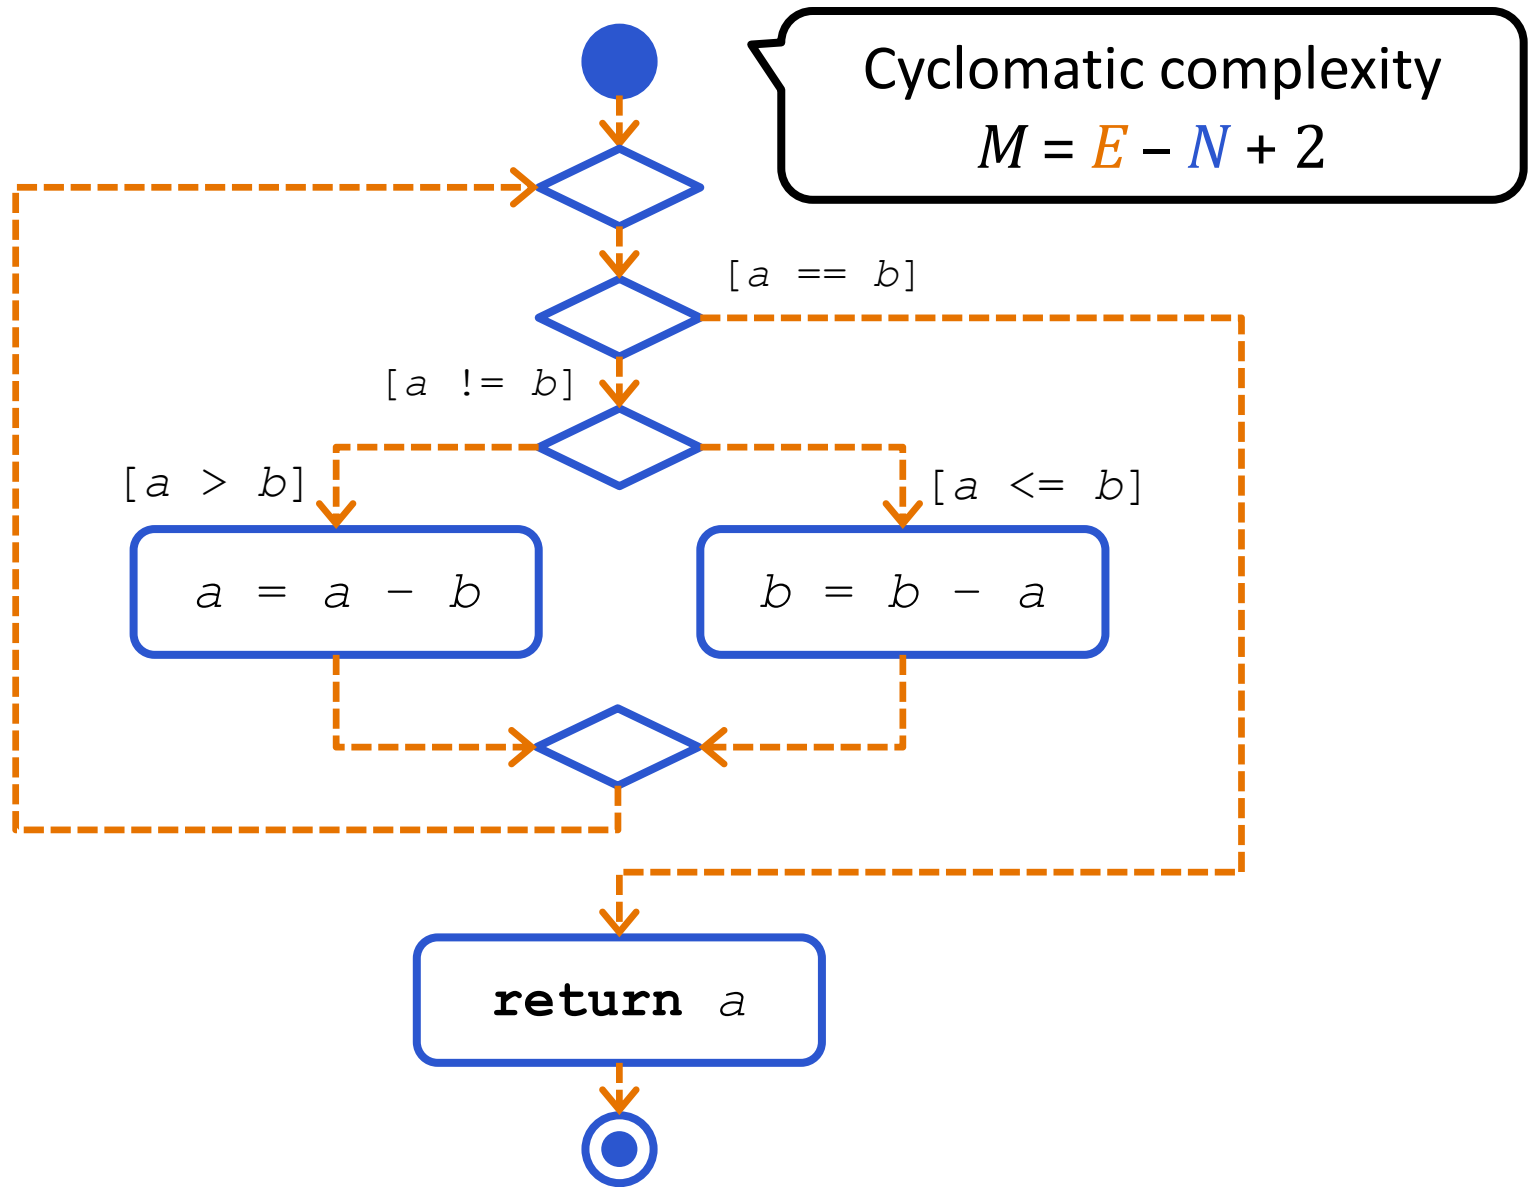 Cyclomatic complexity
M = E – N + 2
[a == b]
[a != b]
[a > b]
[a <= b]
a = a - b
b = b - a
return a